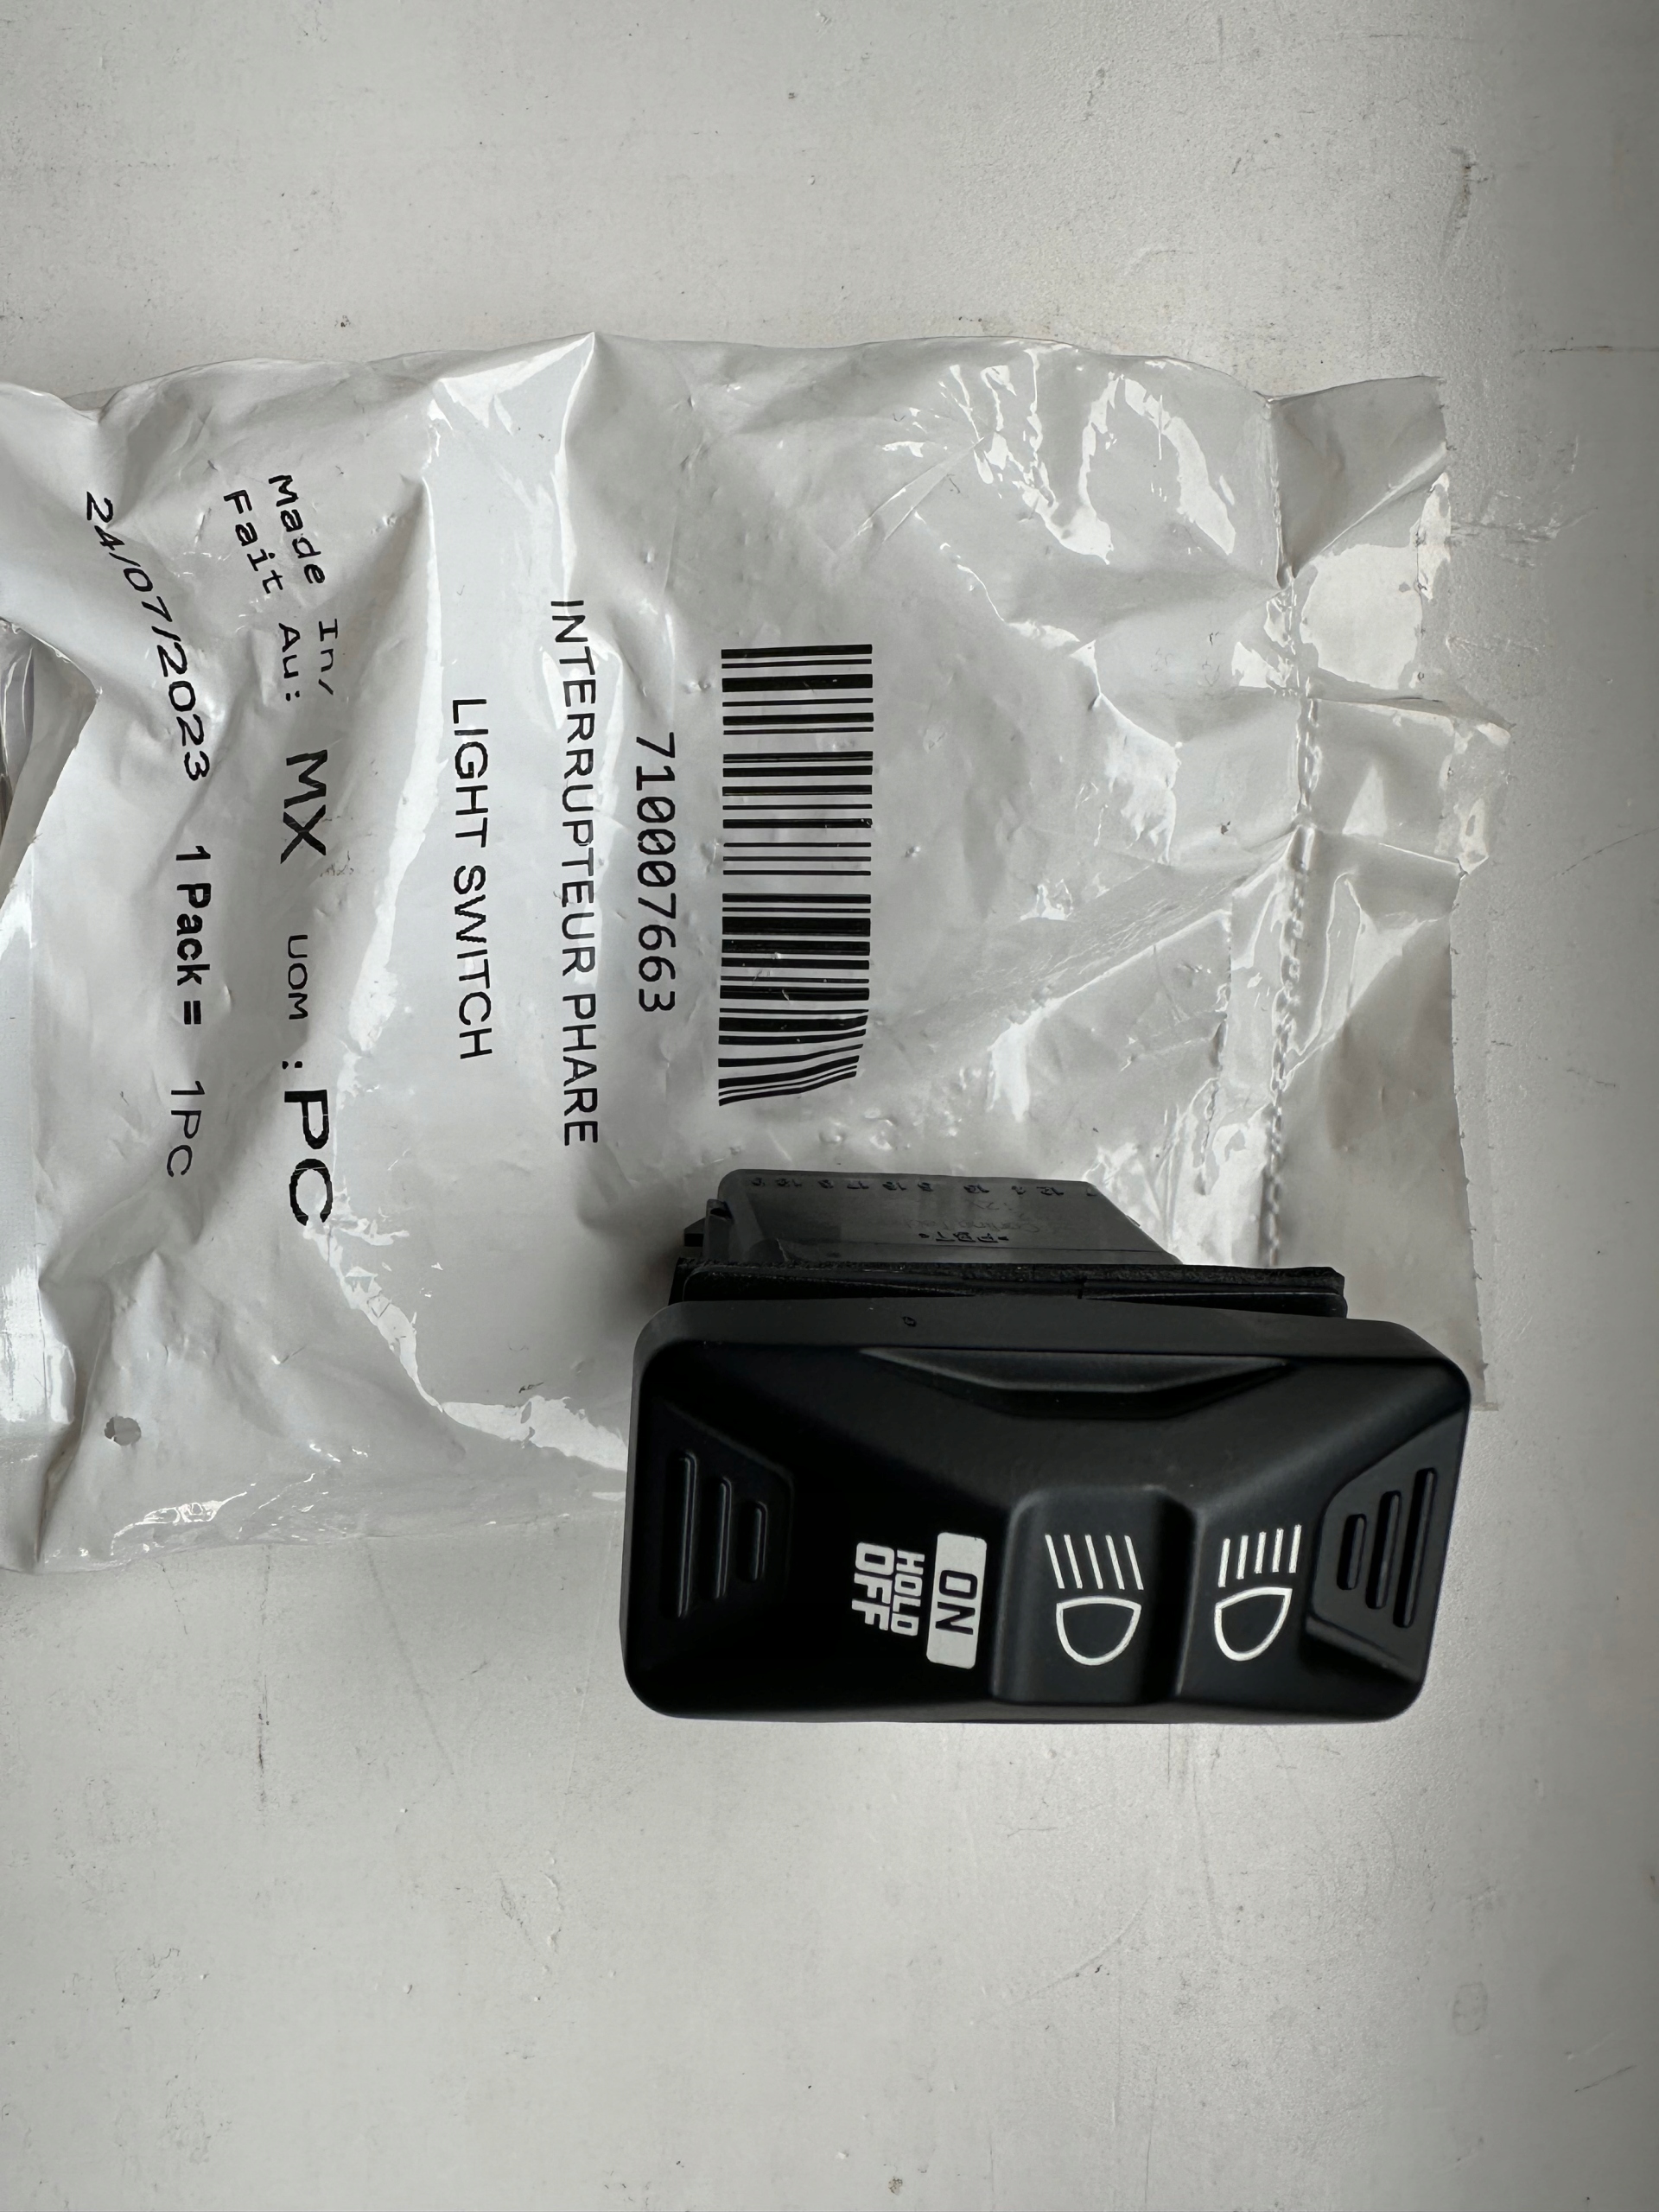 710007663
INTERRUPTEUR PHARE
LIGHT SWITCH
Made In/
Fait Au: MX UOM : PC
24/07/2023 1 Pack = 1PC
ON
HOLD
OFF
>PBT<